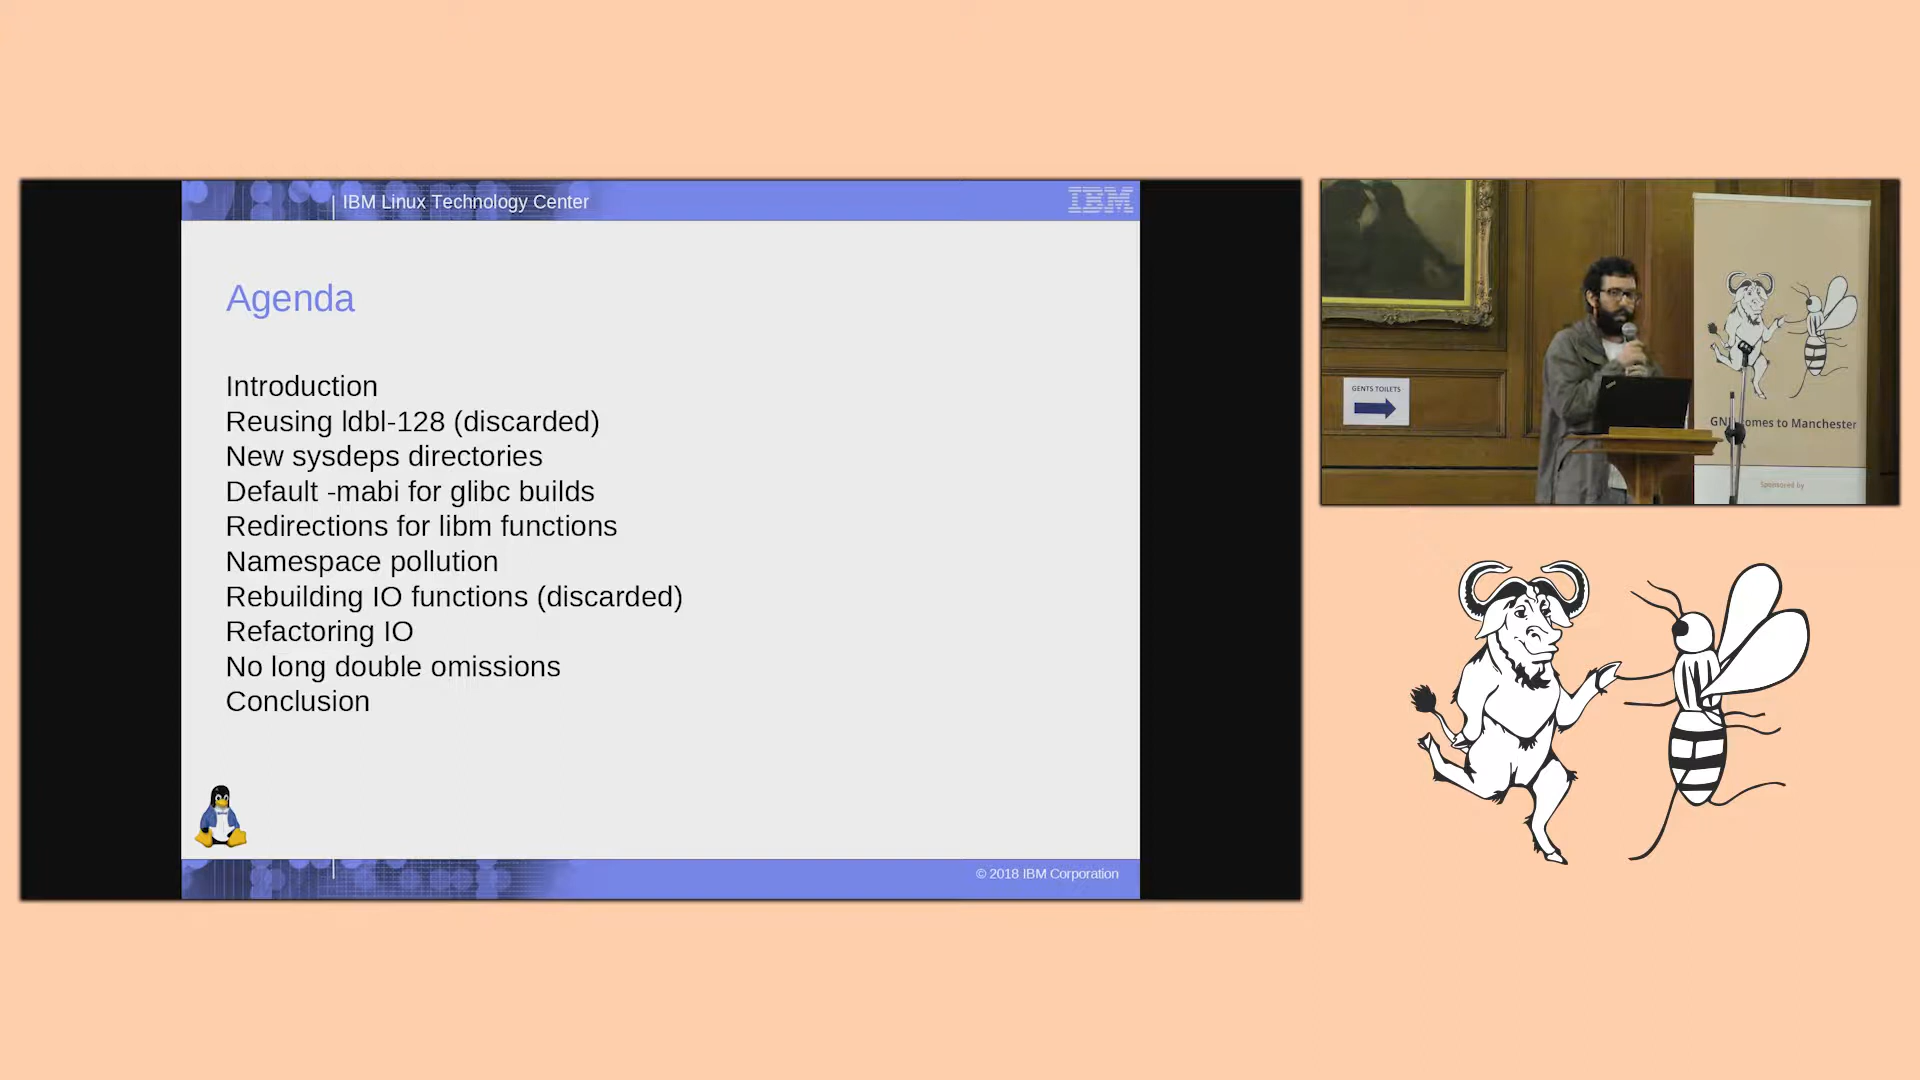 IBM Linux Technology Center
IBM
Agenda
Introduction
Reusing ldbl-128 (discarded)
New sysdeps directories
Default -mabi for glibc builds
Redirections for libm functions
Namespace pollution
Rebuilding IO functions (discarded)
Refactoring IO
No long double omissions
Conclusion
© 2018 IBM Corporation
GENTS TOILETS
to Manchester
Sponsored by